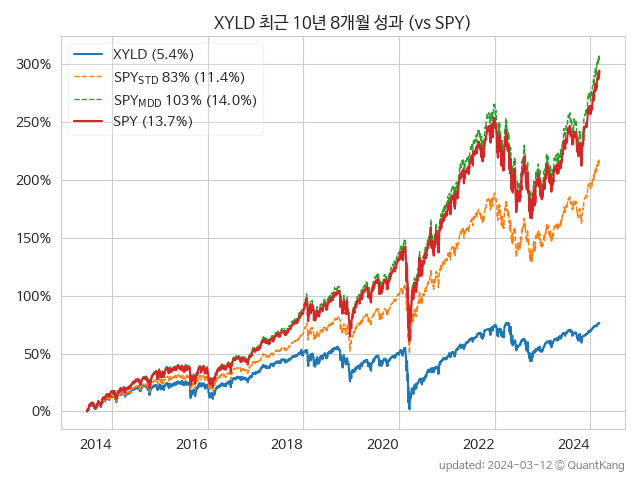 XYLD 최근 10년 8개월 성과 (vs SPY)
XYLD (5.4%)
SPY_STD 83% (11.4%)
SPY_MDD 103% (14.0%)
SPY (13.7%)
300%
250%
200%
150%
100%
50%
0%
2014 2016 2018 2020 2022 2024
updated: 2024-03-12 © QuantKang